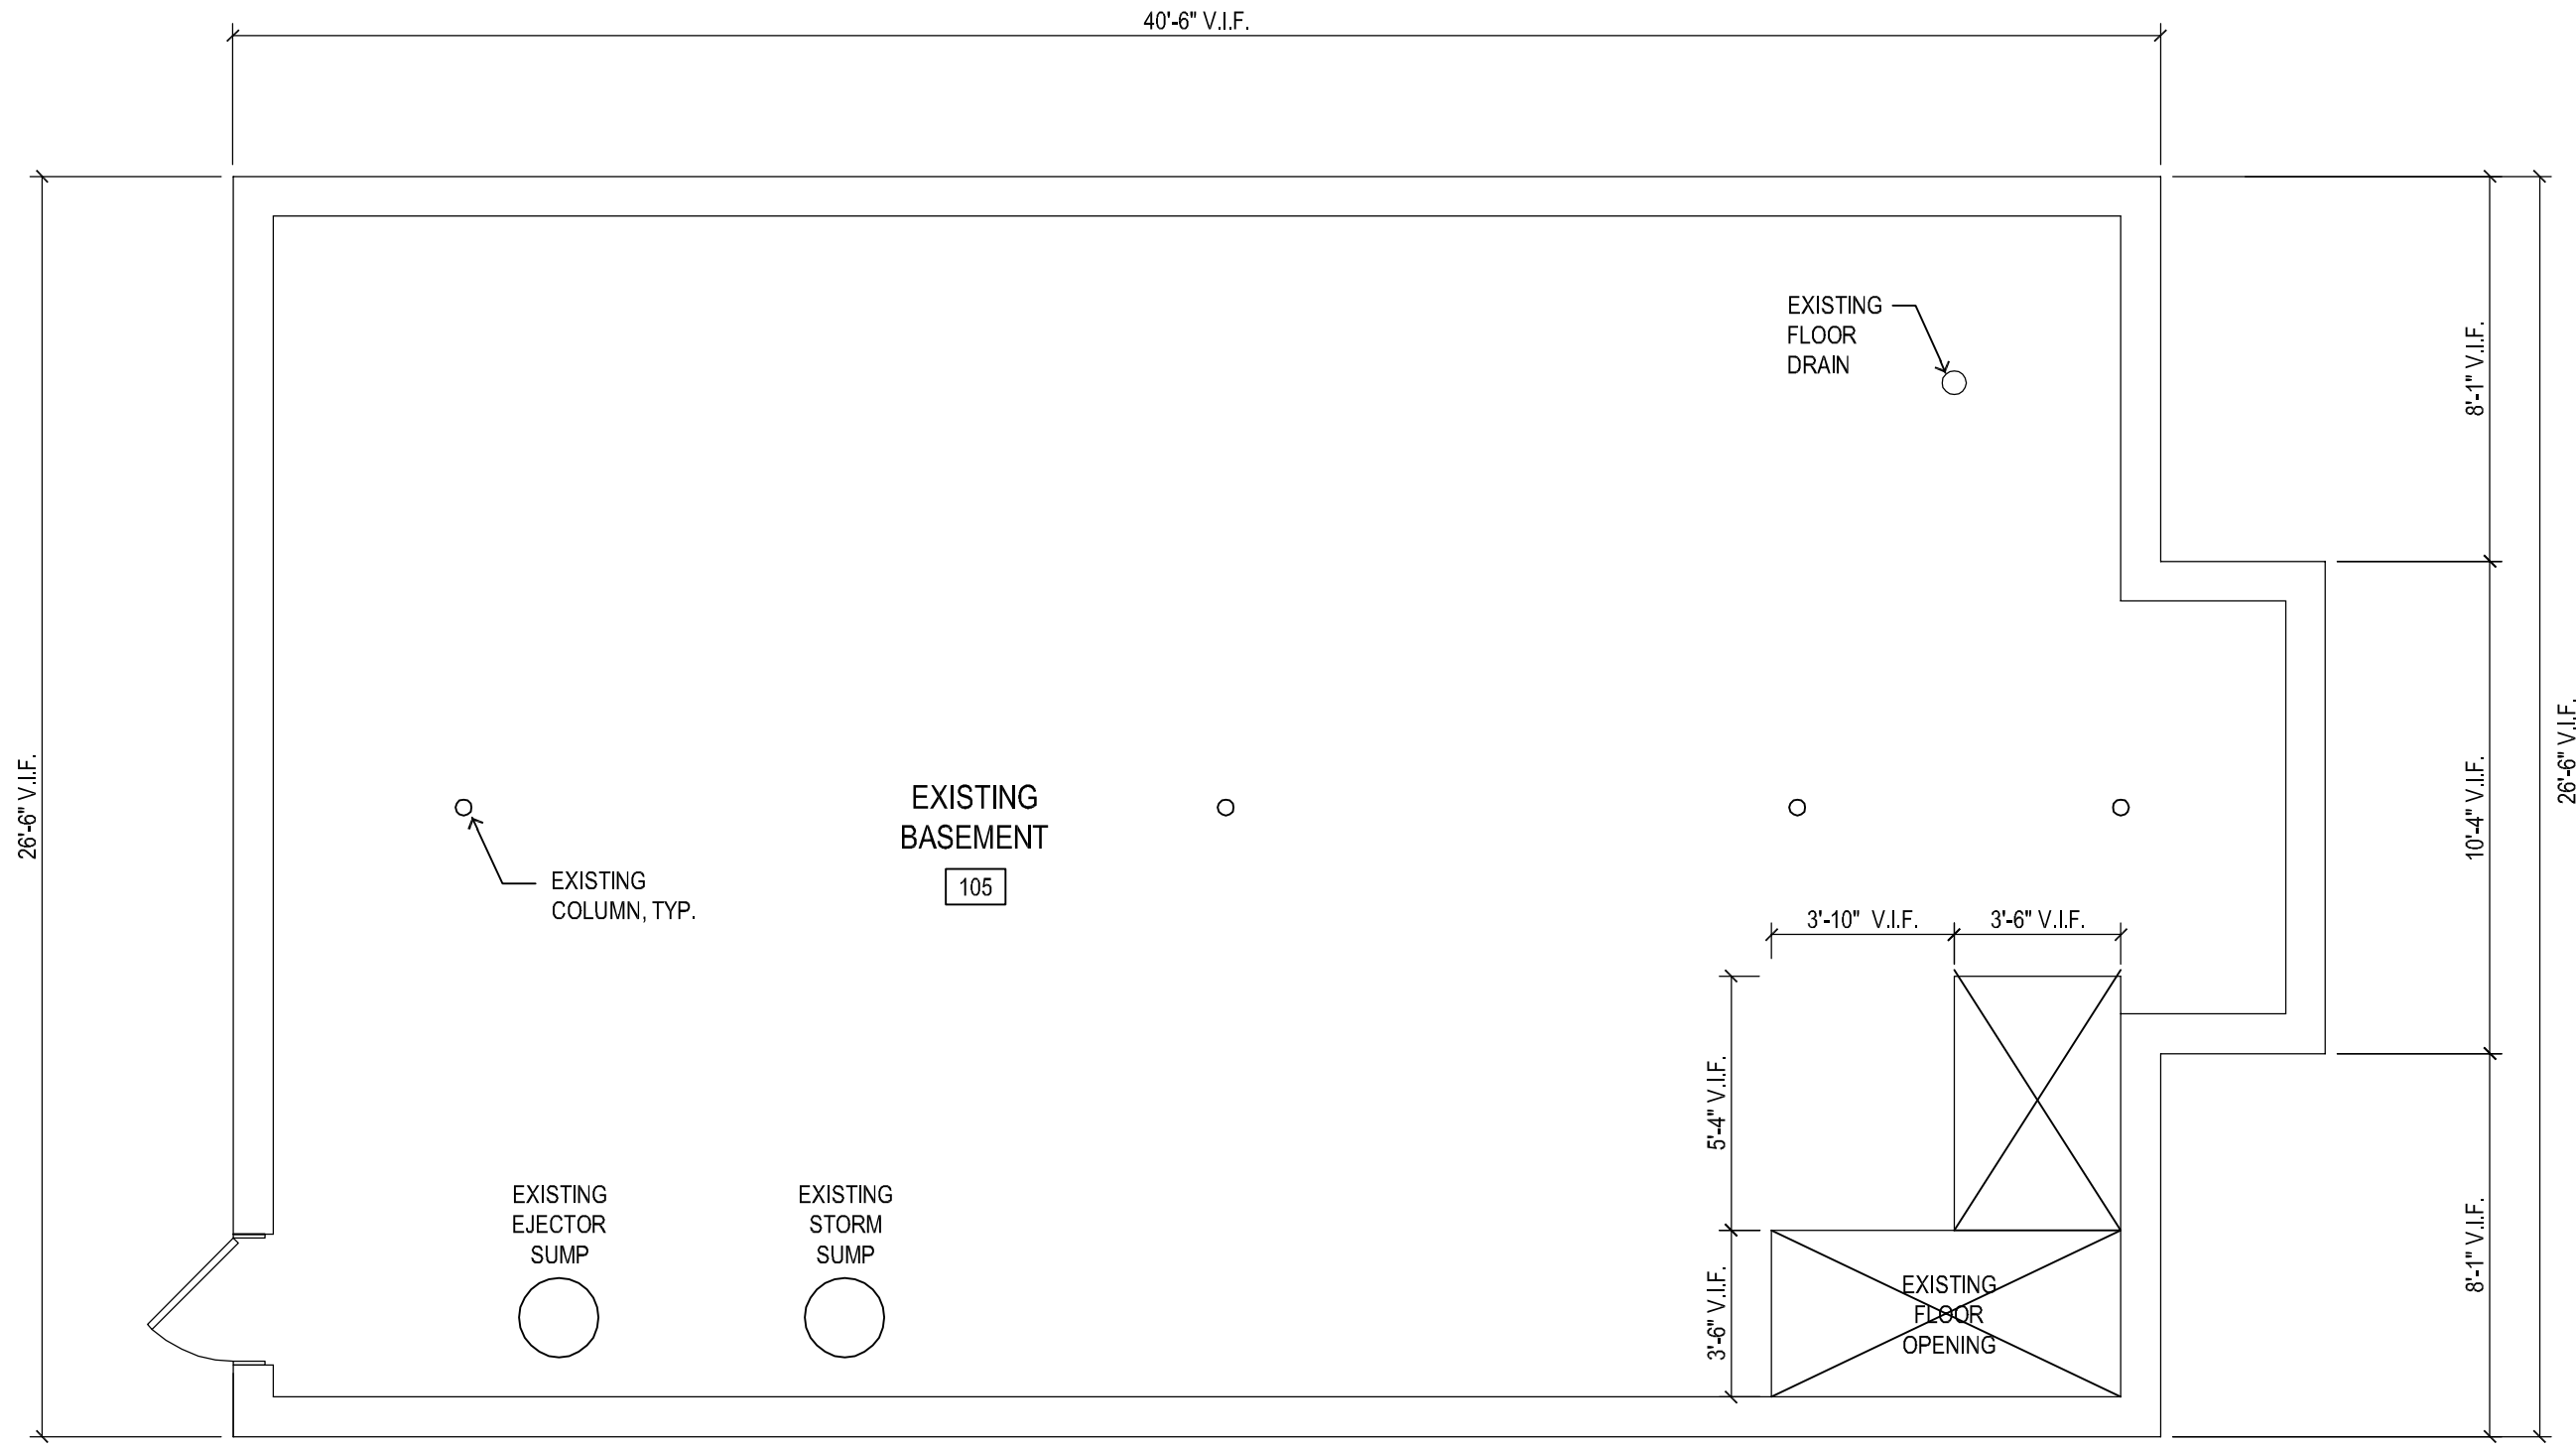 40'-6" V.I.F.
EXISTING
FLOOR
DRAIN
8'-1" V.I.F.
26'-6" V.I.F.
26'-6" V.I.F.
10'-4" V.I.F.
EXISTING
BASEMENT
105
EXISTING
COLUMN, TYP.
3'-10" V.I.F.
3'-6" V.I.F.
5'-4" V.I.F.
EXISTING
EJECTOR
SUMP
EXISTING
STORM
SUMP
3'-6" V.I.F.
EXISTING
FLOOR
OPENING
8'-1" V.I.F.